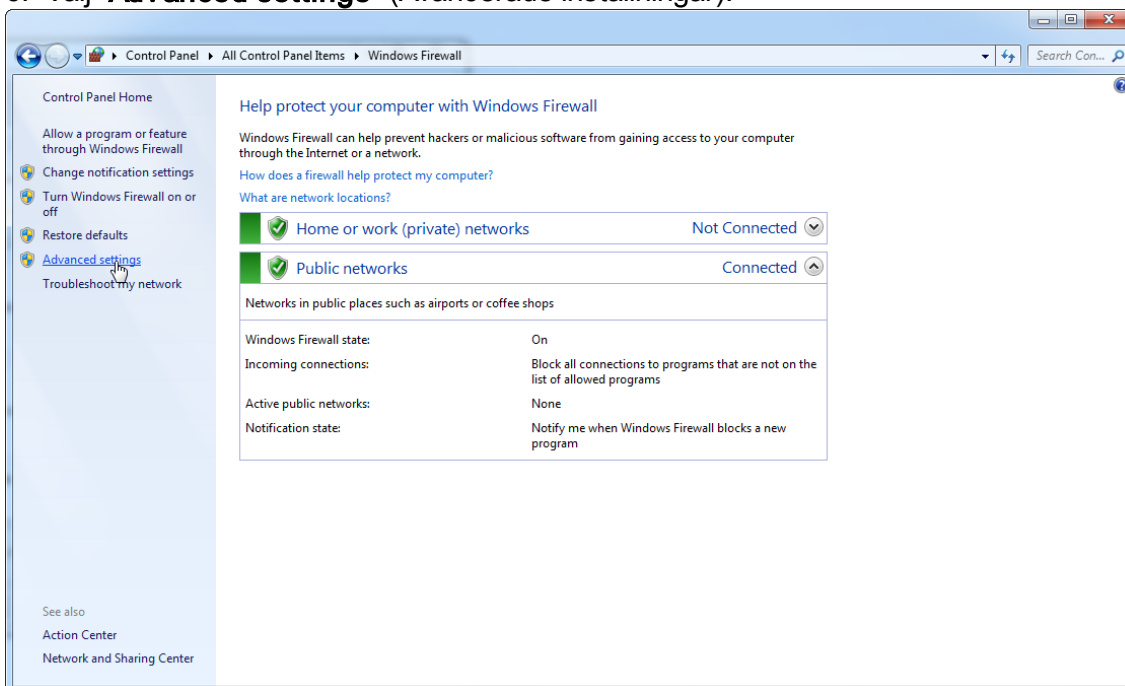 Välj "Advanced settings" (Avancerade inställningar).
Control Panel ▸ All Control Panel Items ▸ Windows Firewall
Search Con...
Control Panel Home
Allow a program or feature
through Windows Firewall
Change notification settings
Turn Windows Firewall on or
off
Restore defaults
Advanced settings
Troubleshoot my network
See also
Action Center
Network and Sharing Center
Help protect your computer with Windows Firewall
Windows Firewall can help prevent hackers or malicious software from gaining access to your computer
through the Internet or a network.
How does a firewall help protect my computer?
What are network locations?
Home or work (private) networks Not Connected
Public networks Connected
Networks in public places such as airports or coffee shops
Windows Firewall state: On
Incoming connections: Block all connections to programs that are not on the
list of allowed programs
Active public networks: None
Notification state: Notify me when Windows Firewall blocks a new
program